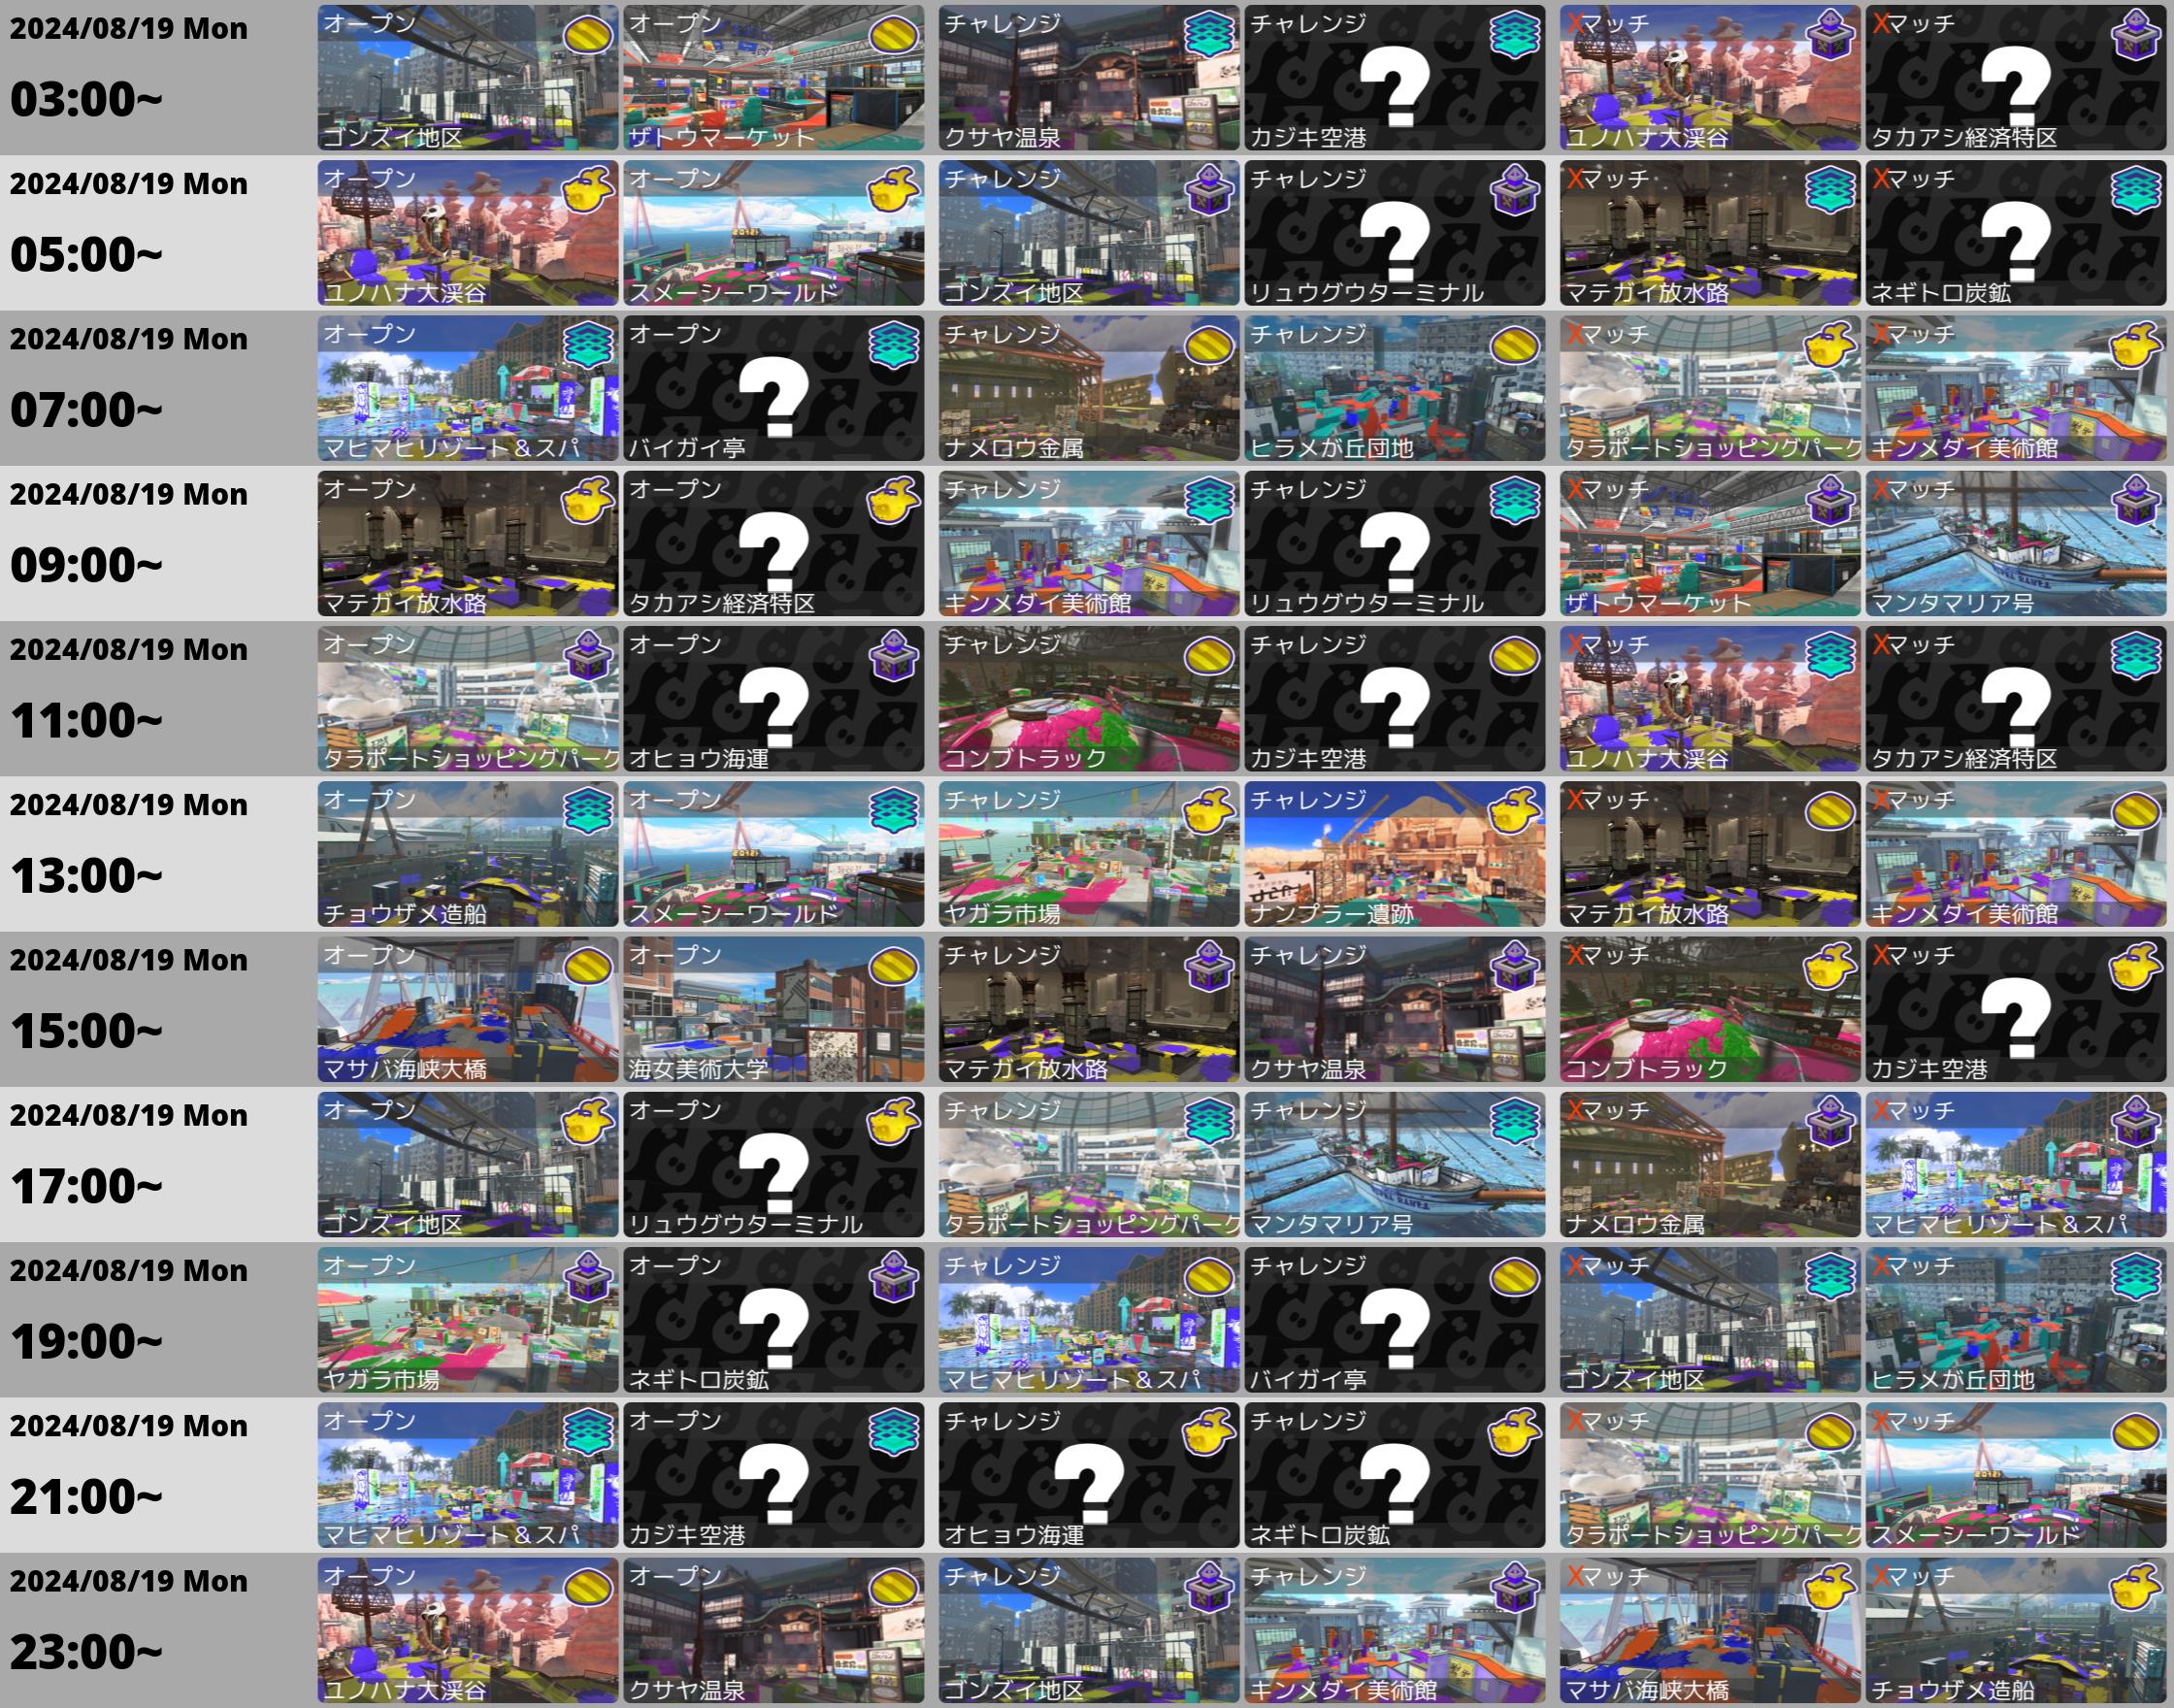 2024/08/19 Mon
03:00~
オープン
ゴンズイ地区
オープン
ザトウマーケット
チャレンジ
クサヤ温泉
チャレンジ
カジキ空港
Xマッチ
ユノハナ大渓谷
Xマッチ
タカアシ経済特区
2024/08/19 Mon
05:00~
オープン
ユノハナ大渓谷
オープン
スメーシーワールド
チャレンジ
ゴンズイ地区
チャレンジ
リュウグウターミナル
Xマッチ
マテガイ放水路
Xマッチ
ネギトロ炭鉱
2024/08/19 Mon
07:00~
オープン
マヒマヒリゾート&スパ
オープン
バイガイ亭
チャレンジ
ナメロウ金属
チャレンジ
ヒラメが丘団地
Xマッチ
タラポートショッピングパーク
Xマッチ
キンメダイ美術館
2024/08/19 Mon
09:00~
オープン
マテガイ放水路
オープン
タカアシ経済特区
チャレンジ
キンメダイ美術館
チャレンジ
リュウグウターミナル
Xマッチ
ザトウマーケット
Xマッチ
マンタマリア号
2024/08/19 Mon
11:00~
オープン
タラポートショッピングパーク
オープン
オヒョウ海運
チャレンジ
コンブトラック
チャレンジ
カジキ空港
Xマッチ
ユノハナ大渓谷
Xマッチ
タカアシ経済特区
2024/08/19 Mon
13:00~
オープン
チョウザメ造船
オープン
スメーシーワールド
チャレンジ
ヤガラ市場
チャレンジ
ナンプラー遺跡
Xマッチ
マテガイ放水路
Xマッチ
キンメダイ美術館
2024/08/19 Mon
15:00~
オープン
マサバ海峡大橋
オープン
海女美術大学
チャレンジ
マテガイ放水路
チャレンジ
クサヤ温泉
Xマッチ
コンブトラック
Xマッチ
カジキ空港
2024/08/19 Mon
17:00~
オープン
ゴンズイ地区
オープン
リュウグウターミナル
チャレンジ
タラポートショッピングパーク
チャレンジ
マンタマリア号
Xマッチ
ナメロウ金属
Xマッチ
マヒマヒリゾート&スパ
2024/08/19 Mon
19:00~
オープン
ヤガラ市場
オープン
ネギトロ炭鉱
チャレンジ
マヒマヒリゾート&スパ
チャレンジ
バイガイ亭
Xマッチ
ゴンズイ地区
Xマッチ
ヒラメが丘団地
2024/08/19 Mon
21:00~
オープン
マヒマヒリゾート&スパ
オープン
カジキ空港
チャレンジ
オヒョウ海運
チャレンジ
ネギトロ炭鉱
Xマッチ
タラポートショッピングパーク
Xマッチ
スメーシーワールド
2024/08/19 Mon
23:00~
オープン
ユノハナ大渓谷
オープン
クサヤ温泉
チャレンジ
ゴンズイ地区
チャレンジ
キンメダイ美術館
Xマッチ
マサバ海峡大橋
Xマッチ
チョウザメ造船